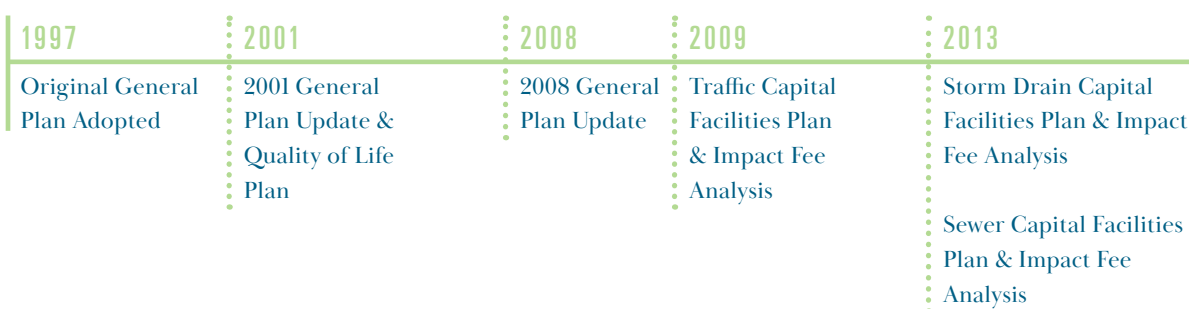 1997
Original General
Plan Adopted
2001
2001 General
Plan Update &
Quality of Life
Plan
2008
2008 General
Plan Update
2009
Traffic Capital
Facilities Plan
& Impact Fee
Analysis
2013
Storm Drain Capital
Facilities Plan & Impact
Fee Analysis
Sewer Capital Facilities
Plan & Impact Fee
Analysis